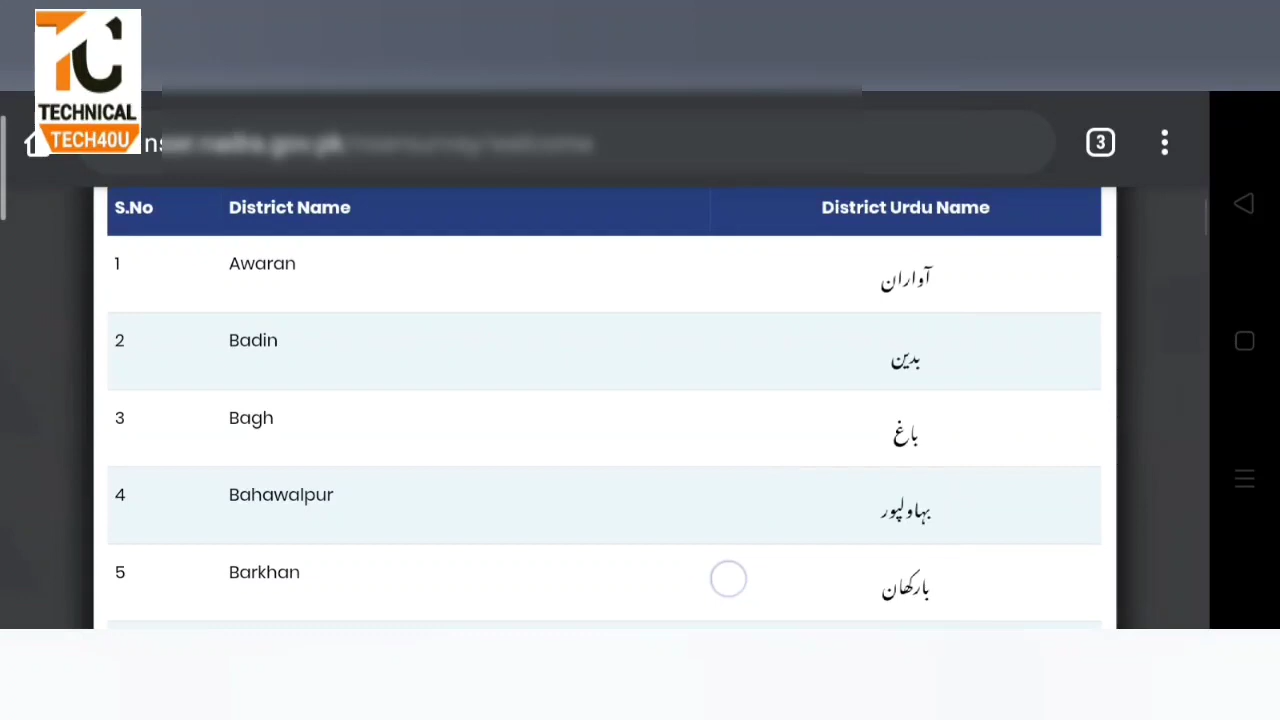 TC
TECHNICAL
TECH40U
3
S.No District Name District Urdu Name
1 Awaran آواران
2 Badin بدین
3 Bagh باغ
4 Bahawalpur بہاولپور
5 Barkhan بارکھان